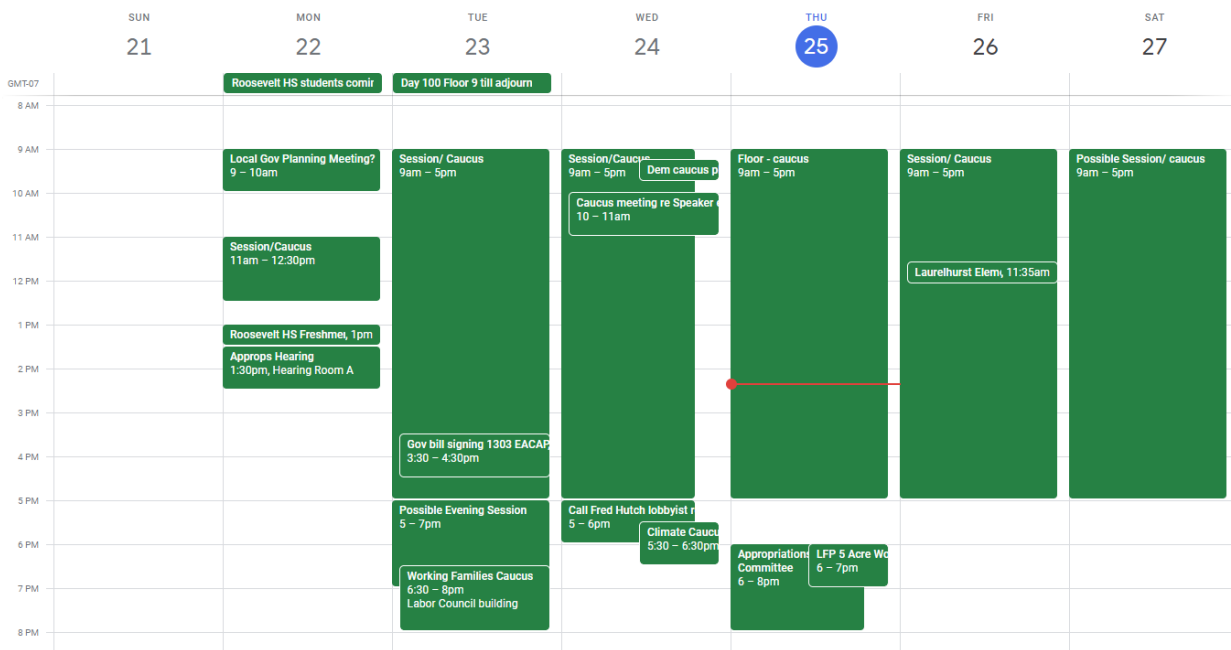 SUN MON TUE WED THU FRI SAT
21 22 23 24 25 26 27
GMT-07
Roosevelt HS students comir
Day 100 Floor 9 till adjourn
8 AM
9 AM
10 AM
11 AM
12 PM
1 PM
2 PM
3 PM
4 PM
5 PM
6 PM
7 PM
8 PM
Local Gov Planning Meeting?
9 – 10am
Session/Caucus
11am – 12:30pm
Roosevelt HS Freshmen, 1pm
Approps Hearing
1:30pm, Hearing Room A
Session/ Caucus
9am – 5pm
Gov bill signing 1303 EACAP,
3:30 – 4:30pm
Possible Evening Session
5 – 7pm
Working Families Caucus
6:30 – 8pm
Labor Council building
Session/Caucus
9am – 5pm
Dem caucus p
Caucus meeting re Speaker
10 – 11am
Call Fred Hutch lobbyist r
5 – 6pm
Climate Caucu
5:30 – 6:30pm
Floor - caucus
9am – 5pm
Appropriations
Committee
6 – 8pm
LFP 5 Acre Wo
6 – 7pm
Session/ Caucus
9am – 5pm
Laurelhurst Elem, 11:35am
Possible Session/ caucus
9am – 5pm